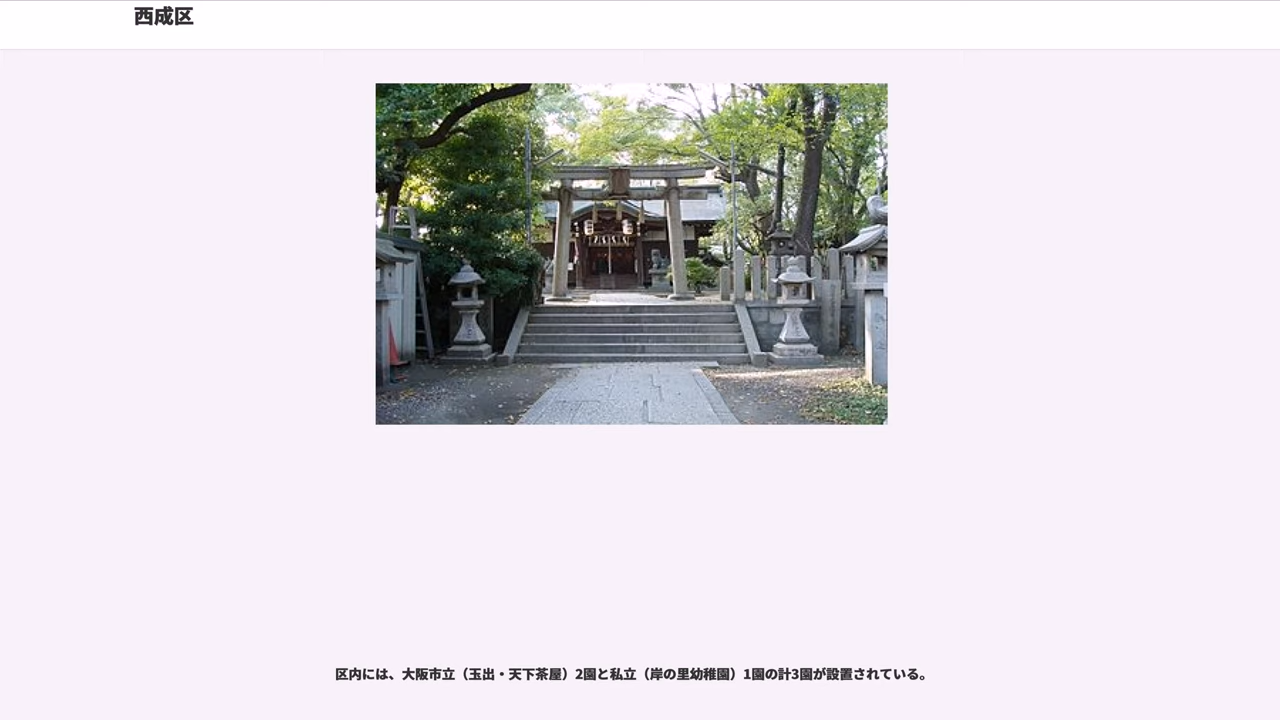 西成区
区内には、大阪市立（玉出・天下茶屋）2園と私立（岸の里幼稚園）1園の計3園が設置されている。